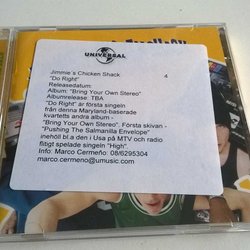 UNIVERSAL
Jimmie´s Chicken Shack 4
"Do Right"
Releasedatum:
Album: "Bring Your Own Stereo"
Albumrelease: TBA
"Do Right" är första singeln
från denna Maryland-baserade
kvartetts andra album -
"Bring Your Own Stereo". Första skivan -
"Pushing The Salmanilla Envelope"
inehöll bl.a den i Usa på MTV och radio
flitigt spelade singeln "High"
Info: Marco Cermeño: 08/6295304
marco.cermeno@umusic.com